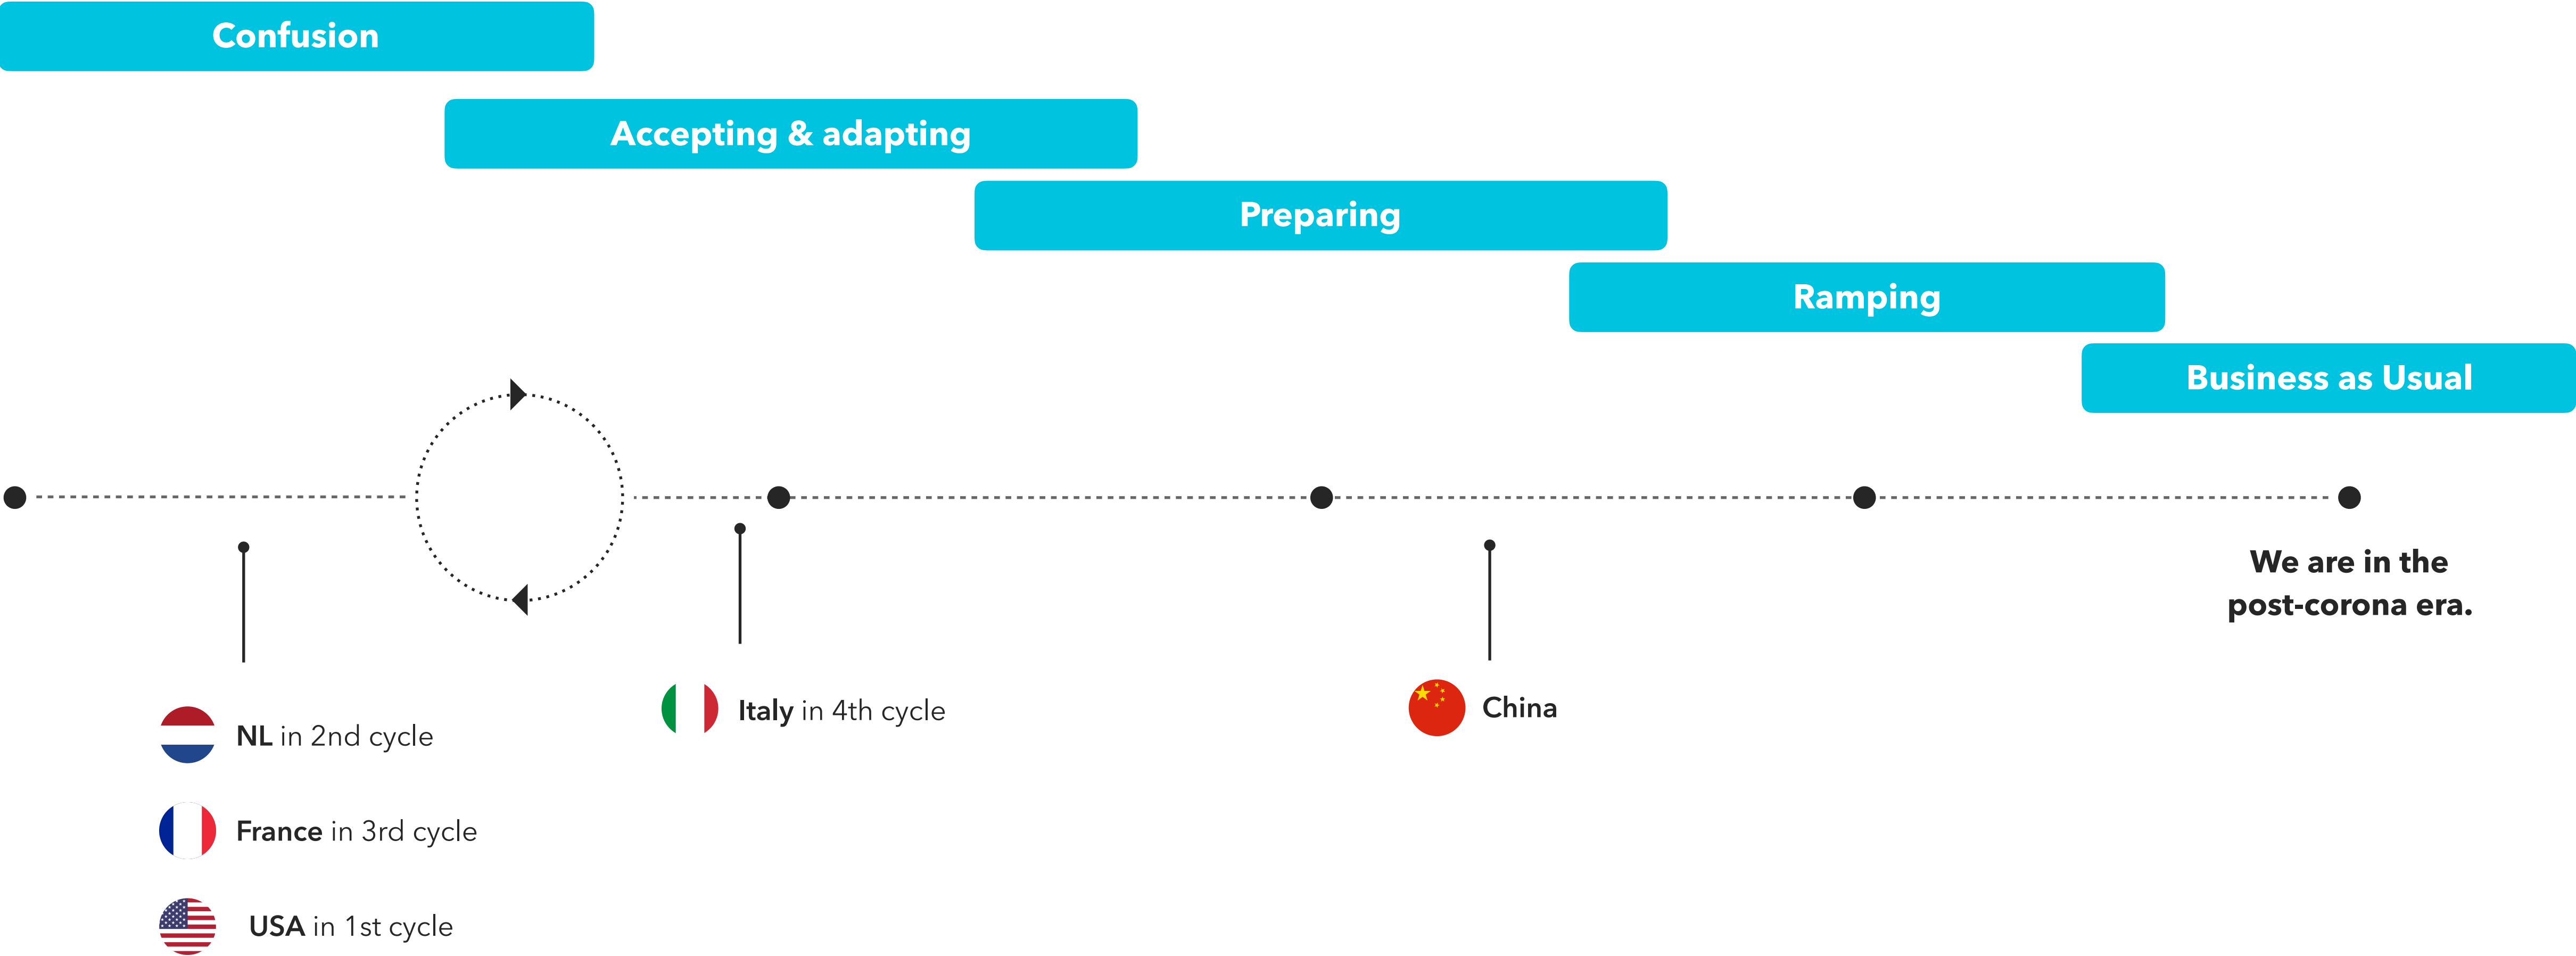 Confusion
Accepting & adapting
Preparing
Ramping
Business as Usual
We are in the
post-corona era.
NL in 2nd cycle
France in 3rd cycle
USA in 1st cycle
Italy in 4th cycle
China